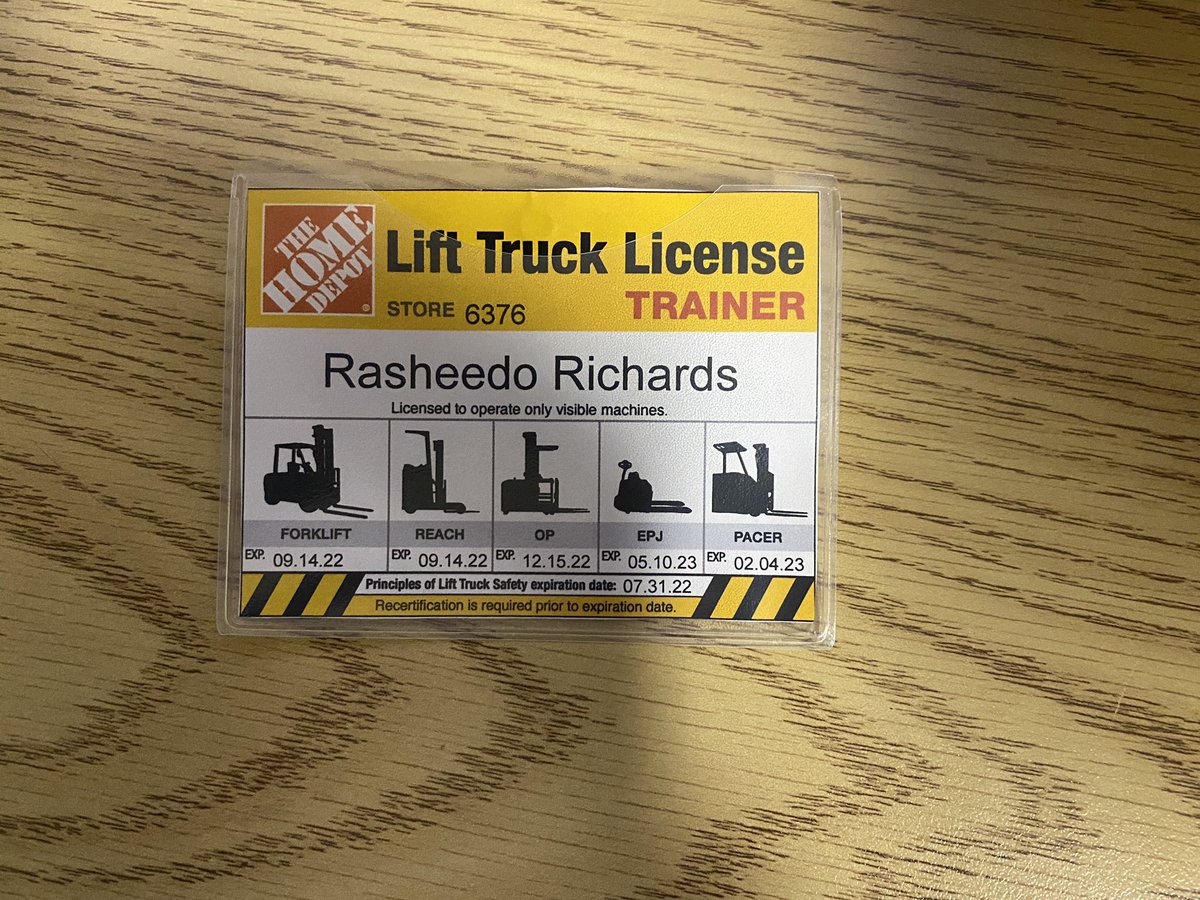 THE
HOME
DEPOT
Lift Truck License
STORE 6376 TRAINER
Rasheedo Richards
Licensed to operate only visible machines.
FORKLIFT REACH OP EPJ PACER
EXP. 09.14.22 EXP. 09.14.22 EXP. 12.15.22 EXP. 05.10.23 EXP. 02.04.23
Principles of Lift Truck Safety expiration date: 07.31.22
Recertification is required prior to expiration date.